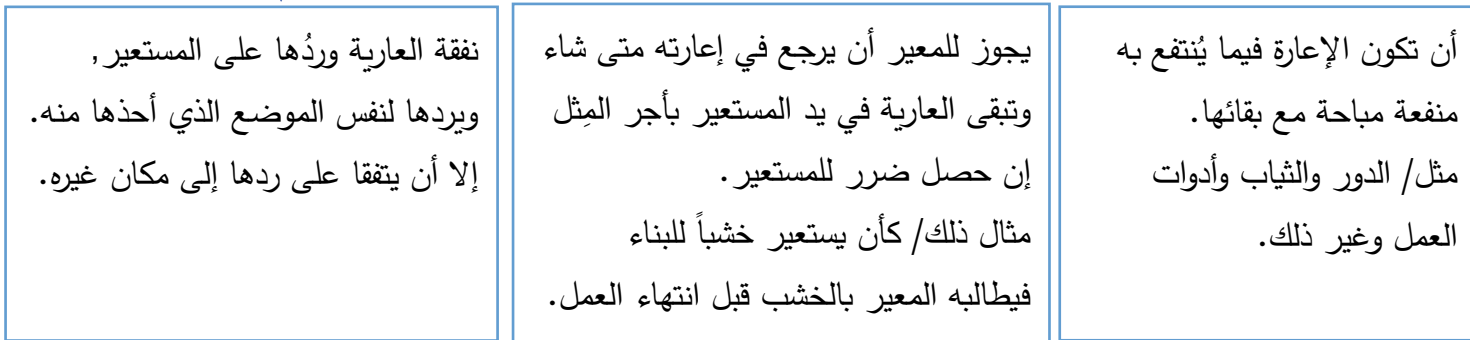 أن تكون الإعارة فيما يُنتفع به
منفعة مباحة مع بقائها.
مثل/ الدور والثياب وأدوات
العمل وغير ذلك.
يجوز للمعير أن يرجع في إعارته متى شاء
وتبقى العارية في يد المستعير بأجر المِثل
إن حصل ضرر للمستعير.
مثال ذلك/ كأن يستعير خشباً للبناء
فيطالبه المعير بالخشب قبل انتهاء العمل.
نفقة العارية وردُها على المستعير,
ويردها لنفس الموضع الذي أحذها منه.
إلا أن يتفقا على ردها إلى مكان غيره.